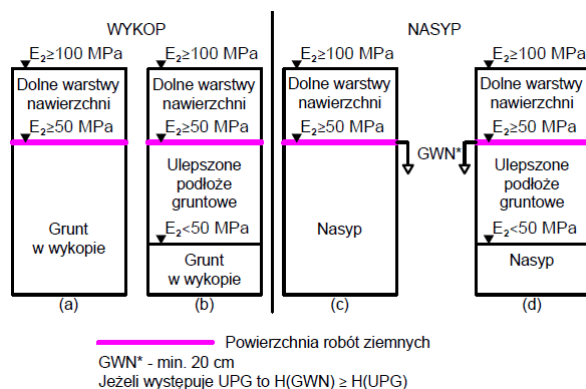 WYKOP
NASYP
E₂≥100 MPa
E₂≥100 MPa
E₂≥100 MPa
E₂≥100 MPa
Dolne warstwy
nawierzchni
Dolne warstwy
nawierzchni
Dolne warstwy
nawierzchni
Dolne warstwy
nawierzchni
E₂≥50 MPa
E₂≥50 MPa
E₂≥50 MPa
E₂≥50 MPa
GWN*
Grunt
w wykopie
Ulepszone
podłoże
gruntowe
Nasyp
Ulepszone
podłoże
gruntowe
E₂<50 MPa
E₂<50 MPa
Grunt
w wykopie
Nasyp
(a)
(b)
(c)
(d)
Powierzchnia robót ziemnych
GWN* - min. 20 cm
Jeżeli występuje UPG to H(GWN) ≥ H(UPG)